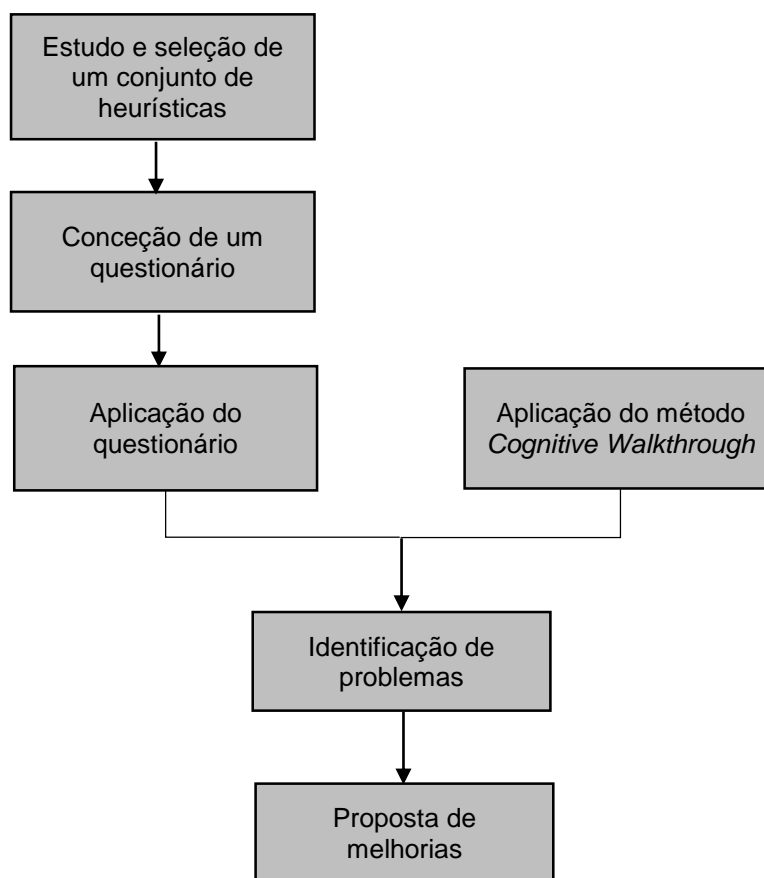 Estudo e seleção de
um conjunto de
heurísticas
Conceção de um
questionário
Aplicação do
questionário
Aplicação do método
Cognitive Walkthrough
Identificação de
problemas
Proposta de
melhorias